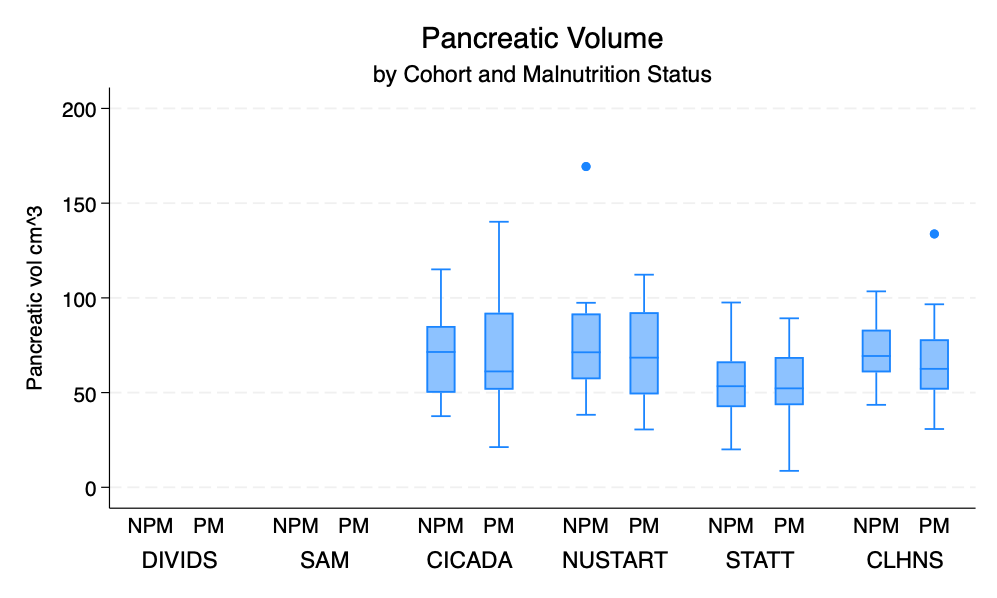 Pancreatic Volume
by Cohort and Malnutrition Status
Pancreatic vol cm^3
200
150
100
50
0
NPM PM NPM PM NPM PM NPM PM NPM PM NPM PM
DIVIDS SAM CICADA NUSTART STATT CLHNS